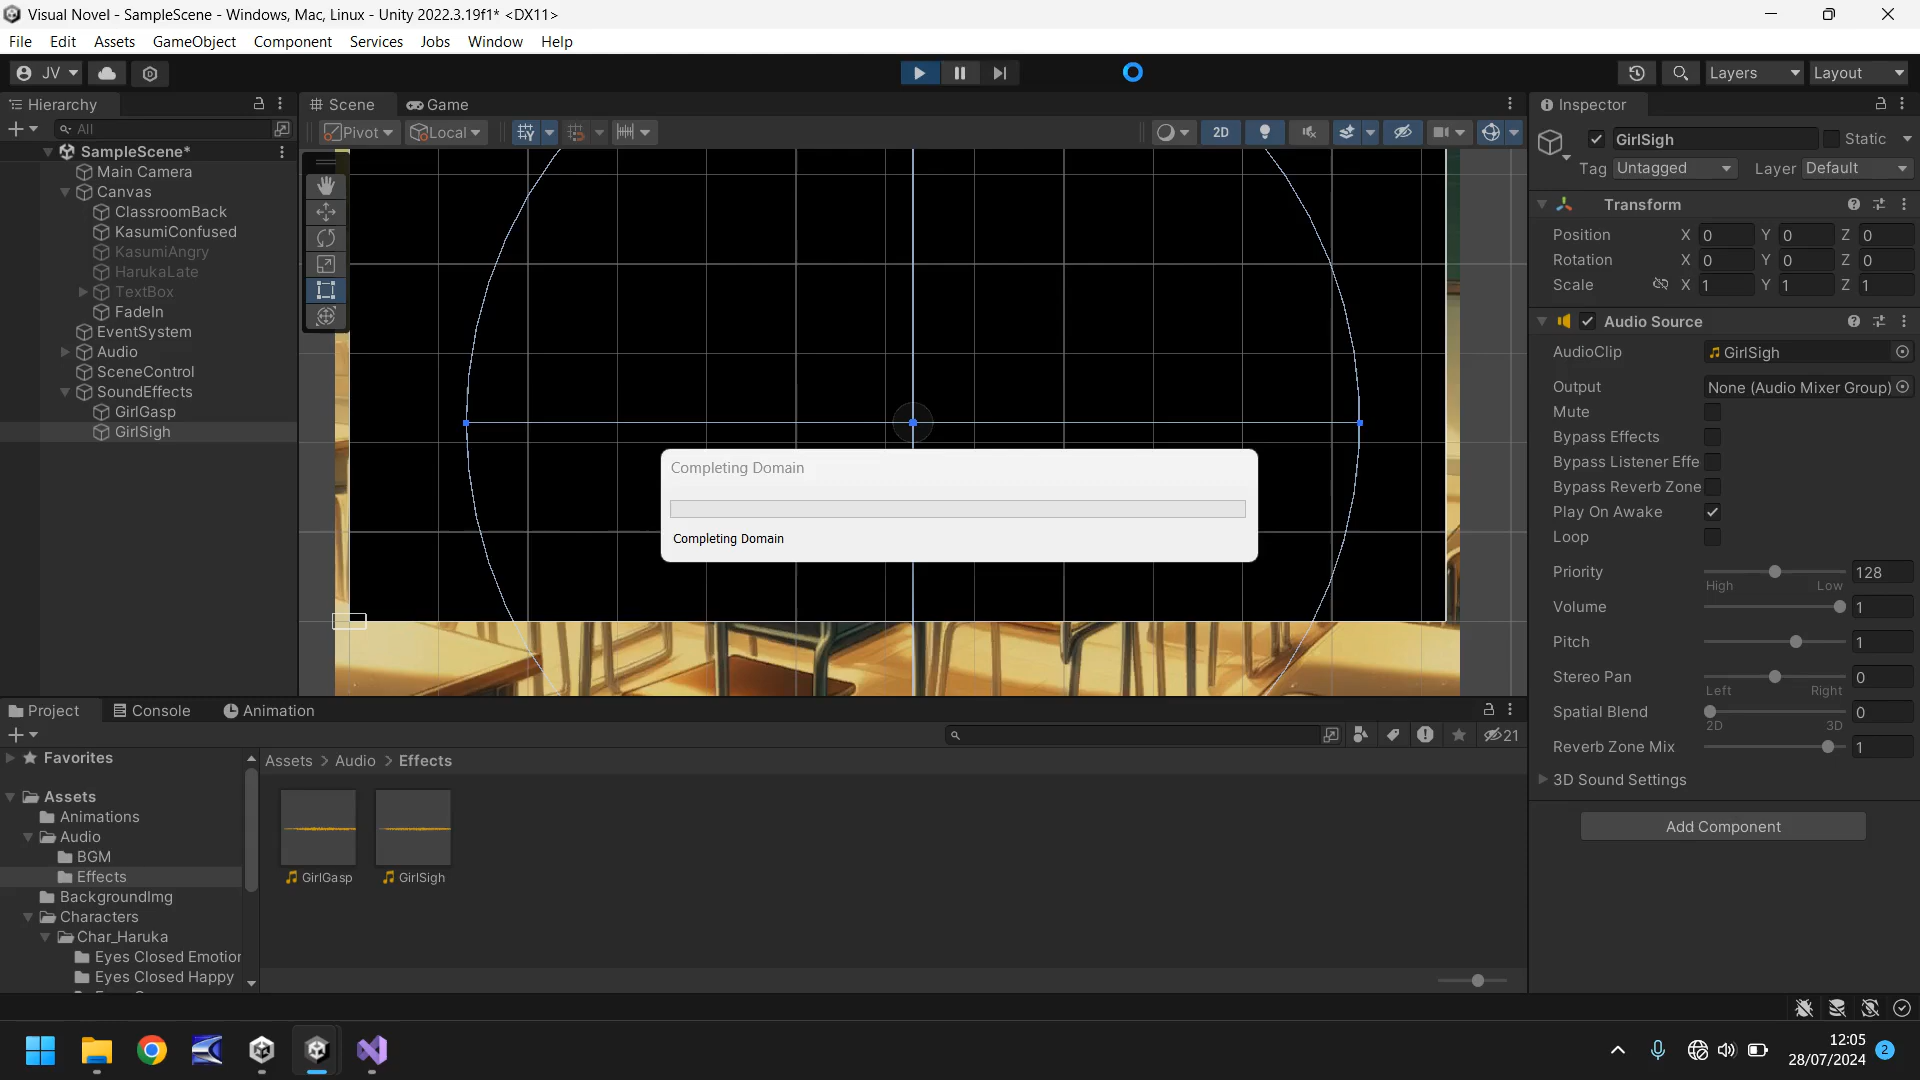 Visual Novel - SampleScene - Windows, Mac, Linux - Unity 2022.3.19f1* <DX11>
File Edit Assets GameObject Component Services Jobs Window Help
JV Layers Layout
Hierarchy
All
SampleScene*
Main Camera
Canvas
ClassroomBack
KasumiConfused
KasumiAngry
HarukaLate
TextBox
FadeIn
EventSystem
Audio
SceneControl
SoundEffects
GirlGasp
GirlSigh
Scene Game
Pivot Local 2D
Completing Domain
Completing Domain
Inspector
GirlSigh Static
Tag Untagged Layer Default
Transform
Position X 0 Y 0 Z 0
Rotation X 0 Y 0 Z 0
Scale X 1 Y 1 Z 1
Audio Source
AudioClip GirlSigh
Output None (Audio Mixer Group)
Mute
Bypass Effects
Bypass Listener Effe
Bypass Reverb Zone
Play On Awake
Loop
Priority 128
High Low
Volume 1
Pitch 1
Stereo Pan 0
Left Right
Spatial Blend 0
2D 3D
Reverb Zone Mix 1
3D Sound Settings
Add Component
Project Console Animation
21
Favorites
Assets
Animations
Audio
BGM
Effects
BackgroundImg
Characters
Char_Haruka
Eyes Closed Emotior
Eyes Closed Happy
Assets > Audio > Effects
GirlGasp GirlSigh
12:05
28/07/2024
2